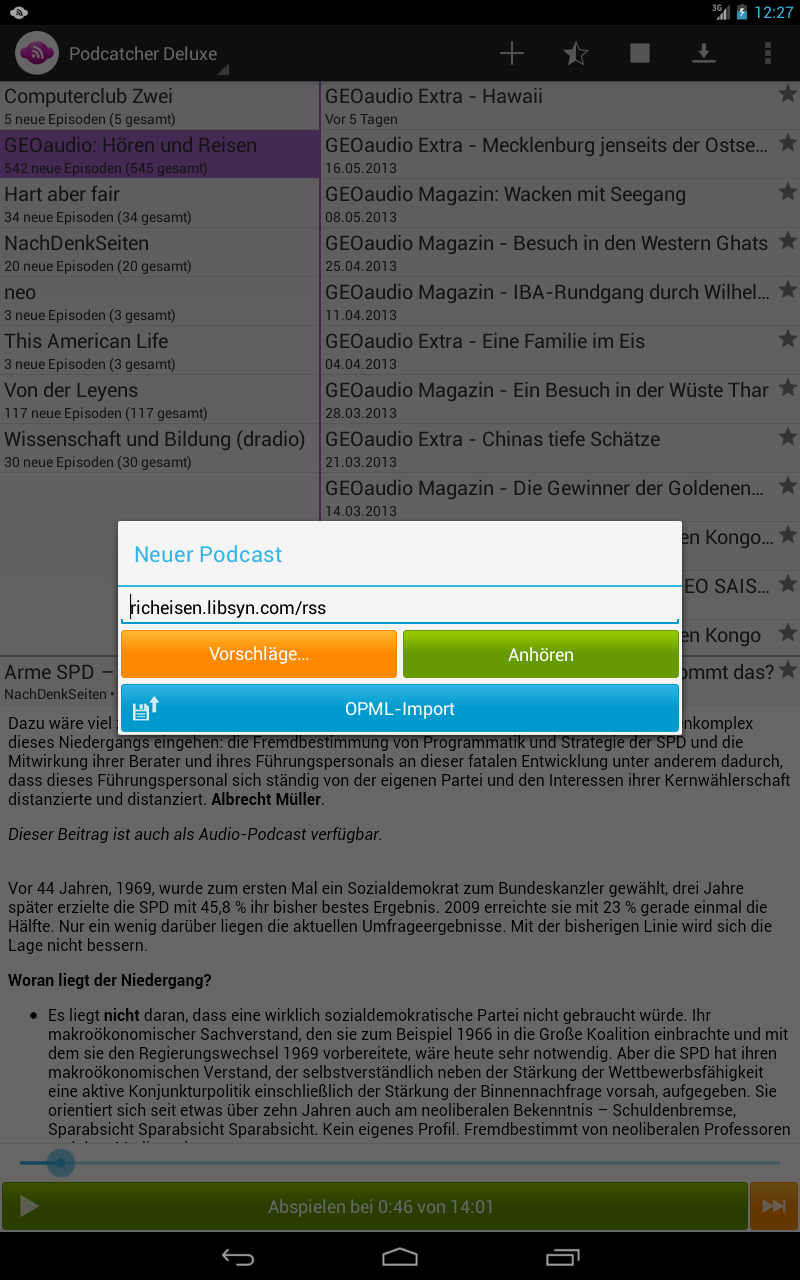 3G 12:27
Podcatcher Deluxe
Computerclub Zwei
5 neue Episoden (5 gesamt)
GEOaudio: Hören und Reisen
542 neue Episoden (545 gesamt)
Hart aber fair
34 neue Episoden (34 gesamt)
NachDenkSeiten
20 neue Episoden (20 gesamt)
neo
3 neue Episoden (3 gesamt)
This American Life
3 neue Episoden (3 gesamt)
Von der Leyens
117 neue Episoden (117 gesamt)
Wissenschaft und Bildung (dradio)
30 neue Episoden (30 gesamt)
GEOaudio Extra - Hawaii
Vor 5 Tagen
GEOaudio Extra - Mecklenburg jenseits der Ostse...
16.05.2013
GEOaudio Magazin: Wacken mit Seegang
08.05.2013
GEOaudio Magazin - Besuch in den Western Ghats
25.04.2013
GEOaudio Magazin - IBA-Rundgang durch Wilhel...
11.04.2013
GEOaudio Extra - Eine Familie im Eis
04.04.2013
GEOaudio Magazin - Ein Besuch in der Wüste Thar
28.03.2013
GEOaudio Extra - Chinas tiefe Schätze
21.03.2013
GEOaudio Magazin - Die Gewinner der Goldenen...
14.03.2013
en Kongo...
EO SAIS...
en Kongo
Neuer Podcast
richeisen.libsyn.com/rss
Vorschläge...
Anhören
OPML-Import
Arme SPD – ommt das?
NachDenkSeiten •
Dazu wäre viel enkomplex
dieses Niedergangs eingehen: die Fremdbestimmung von Programmatik und Strategie der SPD und die
Mitwirkung ihrer Berater und ihres Führungspersonals an dieser fatalen Entwicklung unter anderem dadurch,
dass dieses Führungspersonal sich ständig von der eigenen Partei und den Interessen ihrer Kernwählerschaft
distanzierte und distanziert. Albrecht Müller.
Dieser Beitrag ist auch als Audio-Podcast verfügbar.
Vor 44 Jahren, 1969, wurde zum ersten Mal ein Sozialdemokrat zum Bundeskanzler gewählt, drei Jahre
später erzielte die SPD mit 45,8 % ihr bisher bestes Ergebnis. 2009 erreichte sie mit 23 % gerade einmal die
Hälfte. Nur ein wenig darüber liegen die aktuellen Umfrageergebnisse. Mit der bisherigen Linie wird sich die
Lage nicht bessern.
Woran liegt der Niedergang?
• Es liegt nicht daran, dass eine wirklich sozialdemokratische Partei nicht gebraucht würde. Ihr
makroökonomischer Sachverstand, den sie zum Beispiel 1966 in die Große Koalition einbrachte und mit
dem sie den Regierungswechsel 1969 vorbereitete, wäre heute sehr notwendig. Aber die SPD hat ihren
makroökonomischen Verstand, der selbstverständlich neben der Stärkung der Wettbewerbsfähigkeit
eine aktive Konjunkturpolitik einschließlich der Stärkung der Binnennachfrage vorsah, aufgegeben. Sie
orientiert sich seit etwas über zehn Jahren auch am neoliberalen Bekenntnis – Schuldenbremse,
Sparabsicht Sparabsicht Sparabsicht. Kein eigenes Profil. Fremdbestimmt von neoliberalen Professoren
Abspielen bei 0:46 von 14:01